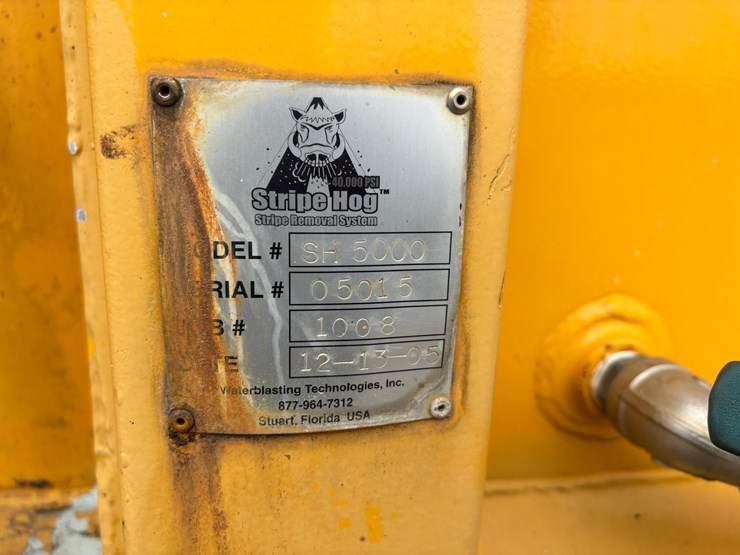 40,000 PSI
Stripe Hog™
Stripe Removal System
DEL # SH 5000
RIAL # 05015
B # 1008
TE 12-13-05
Waterblasting Technologies, Inc.
877-964-7312
Stuart, Florida USA